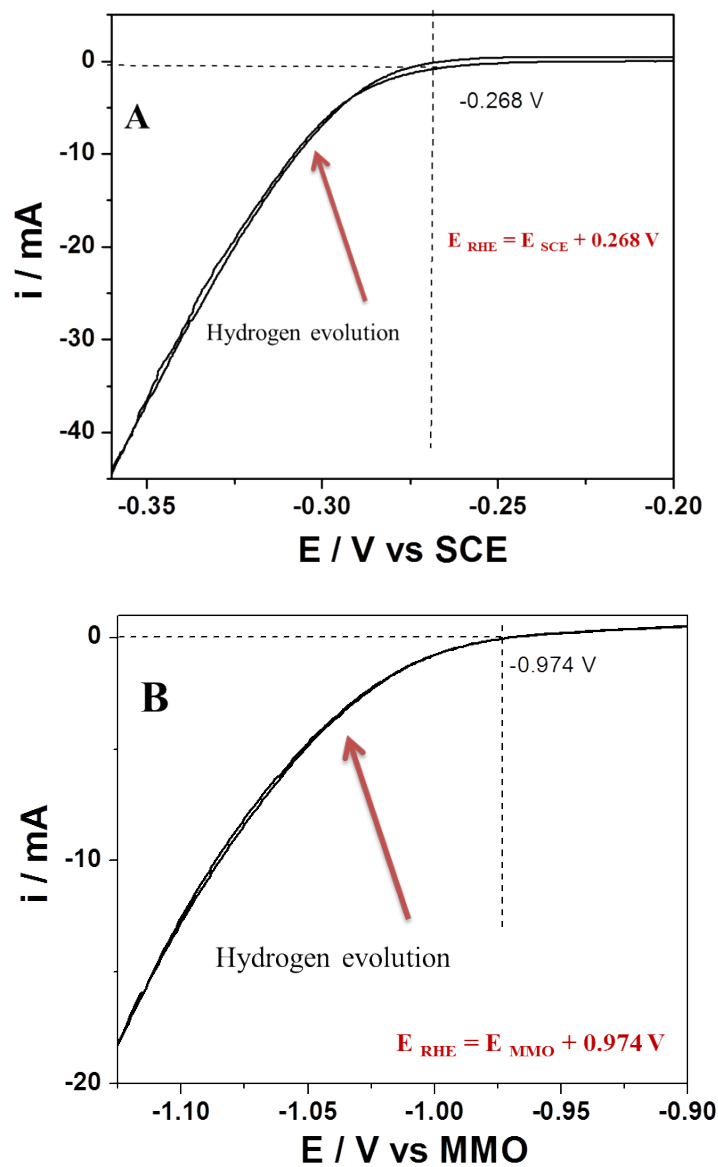 A
0
-10
-20
-30
-40
i / mA
-0.268 V
E RHE = E SCE + 0.268 V
Hydrogen evolution
-0.35
-0.30
-0.25
-0.20
E / V vs SCE
B
0
-10
-20
i / mA
-0.974 V
Hydrogen evolution
E RHE = E MMO + 0.974 V
-1.10
-1.05
-1.00
-0.95
-0.90
E / V vs MMO